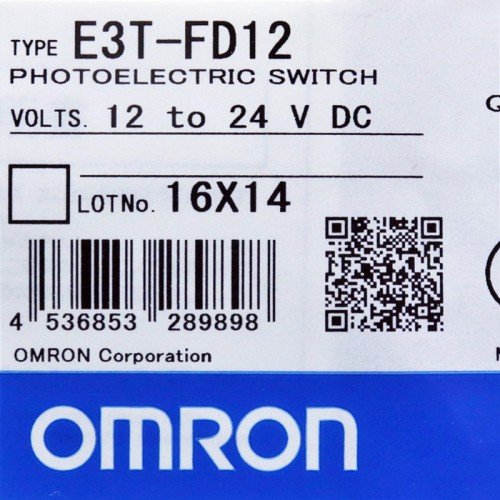 TYPE E3T-FD12
PHOTOELECTRIC SWITCH
VOLTS. 12 to 24 V DC
LOTNo. 16X14
4 536853 289898
OMRON Corporation
OMRON